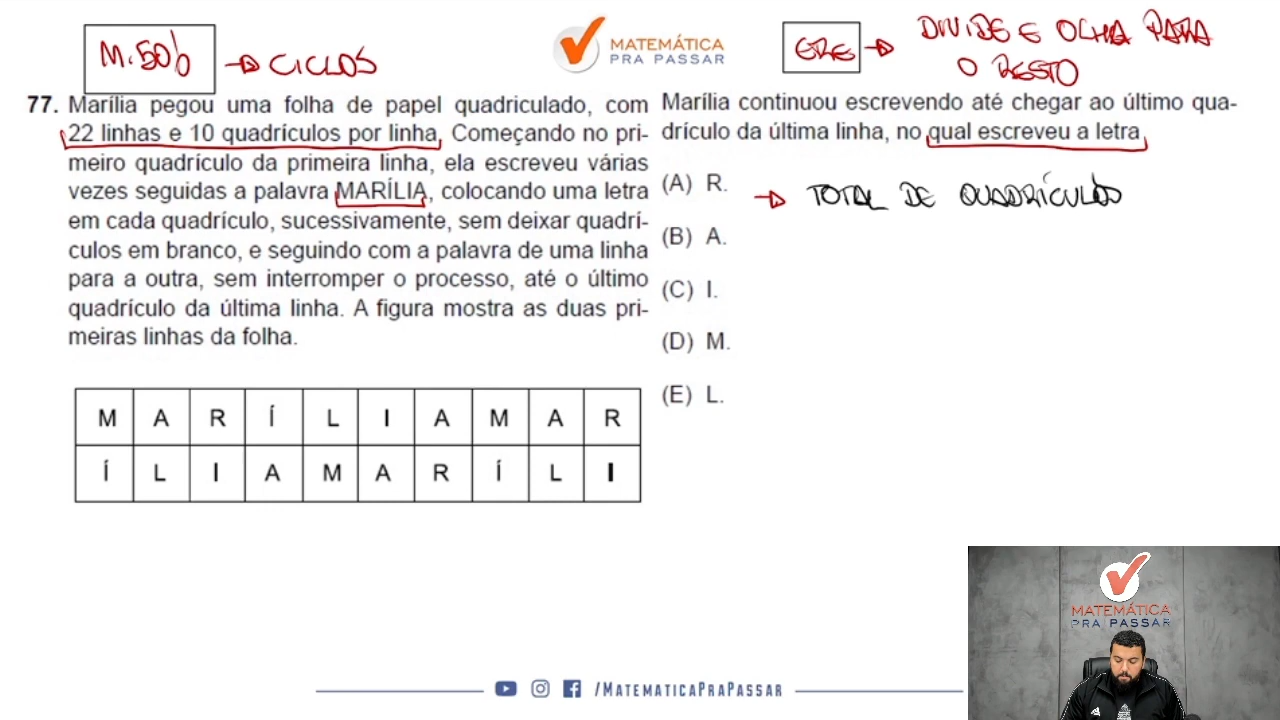 M.50%
→ CICLOS
MATEMÁTICA
PRA PASSAR
→ DIVIDE E OLHA PARA
O RESTO
77. Marília pegou uma folha de papel quadriculado, com
22 linhas e 10 quadrículos por linha. Começando no pri-
meiro quadrículo da primeira linha, ela escreveu várias
vezes seguidas a palavra MARÍLIA, colocando uma letra
em cada quadrículo, sucessivamente, sem deixar quadrí-
culos em branco, e seguindo com a palavra de uma linha
para a outra, sem interromper o processo, até o último
quadrículo da última linha. A figura mostra as duas pri-
meiras linhas da folha.
M A R Í L I A M A R
Í L I A M A R Í L I
Marília continuou escrevendo até chegar ao último qua-
drículo da última linha, no qual escreveu a letra
(A) R.
(B) A.
(C) I.
(D) M.
(E) L.
→ TOTAL DE QUADRÍCULOS
MATEMÁTICA
PRA PASSAR
/MATEMATICAPRAPASSAR